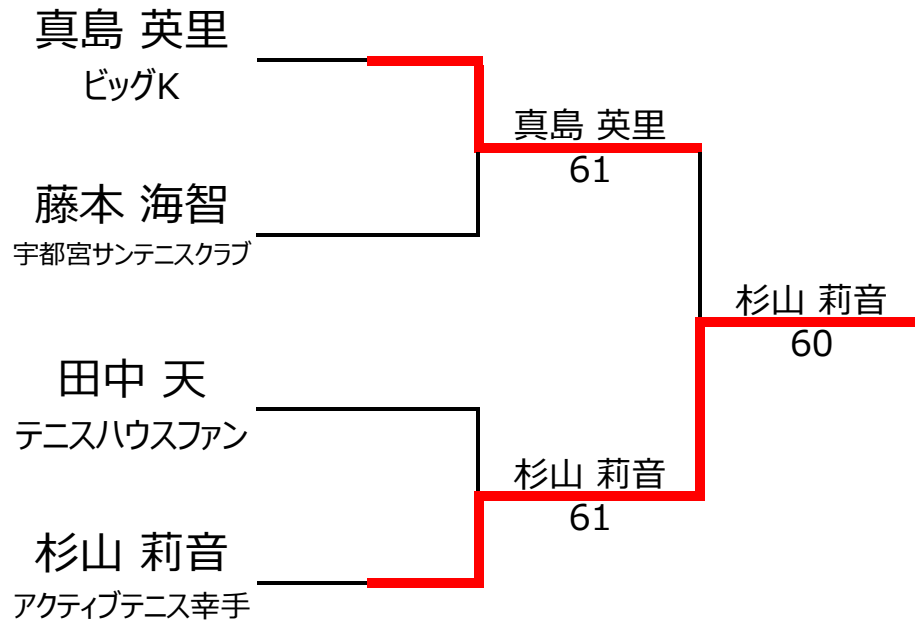 真島 英里
ビッグK
藤本 海智
宇都宮サンテニスクラブ
田中 天
テニスハウスファン
杉山 莉音
アクティブテニス幸手
真島 英里
61
杉山 莉音
61
杉山 莉音
60